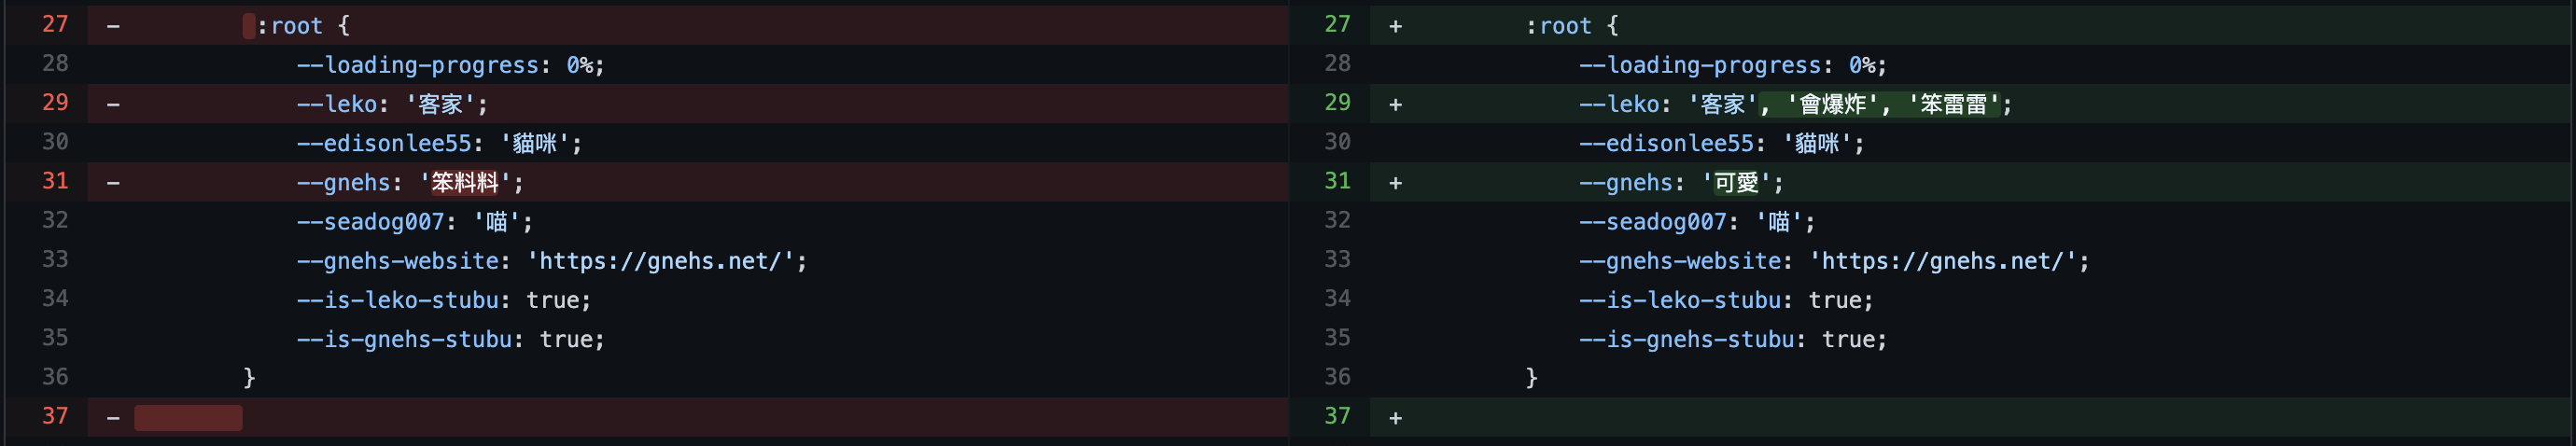 27 − :root {
28 --loading-progress: 0%;
29 − --leko: '客家';
30 --edisonlee55: '貓咪';
31 − --gnehs: '笨料料';
32 --seadog007: '喵';
33 --gnehs-website: 'https://gnehs.net/';
34 --is-leko-stubu: true;
35 --is-gnehs-stubu: true;
36 }
37 −
27 + :root {
28 --loading-progress: 0%;
29 + --leko: '客家', '會爆炸', '笨雷雷';
30 --edisonlee55: '貓咪';
31 + --gnehs: '可愛';
32 --seadog007: '喵';
33 --gnehs-website: 'https://gnehs.net/';
34 --is-leko-stubu: true;
35 --is-gnehs-stubu: true;
36 }
37 +